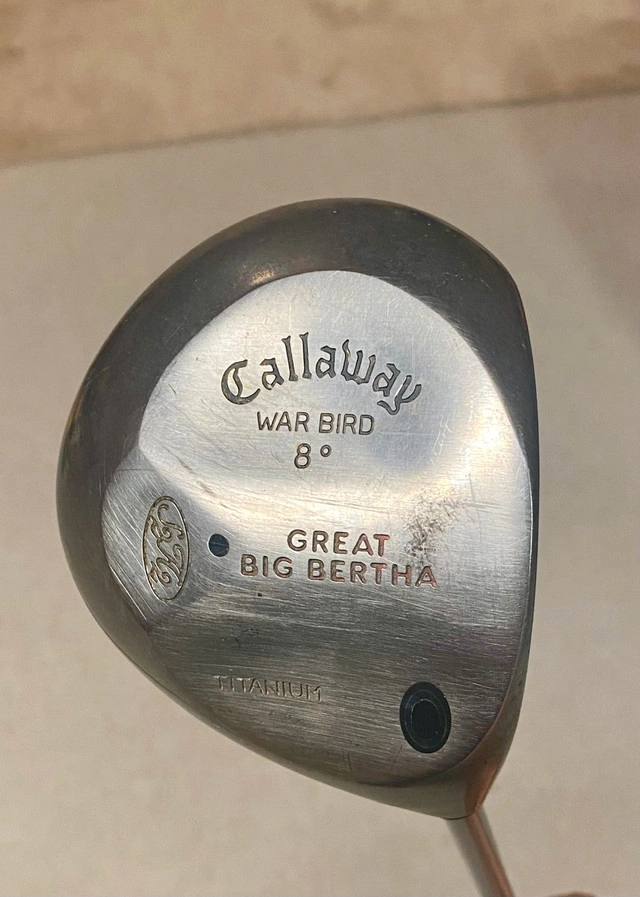 Callaway
WAR BIRD
8°
GREAT
BIG BERTHA
TITANIUM